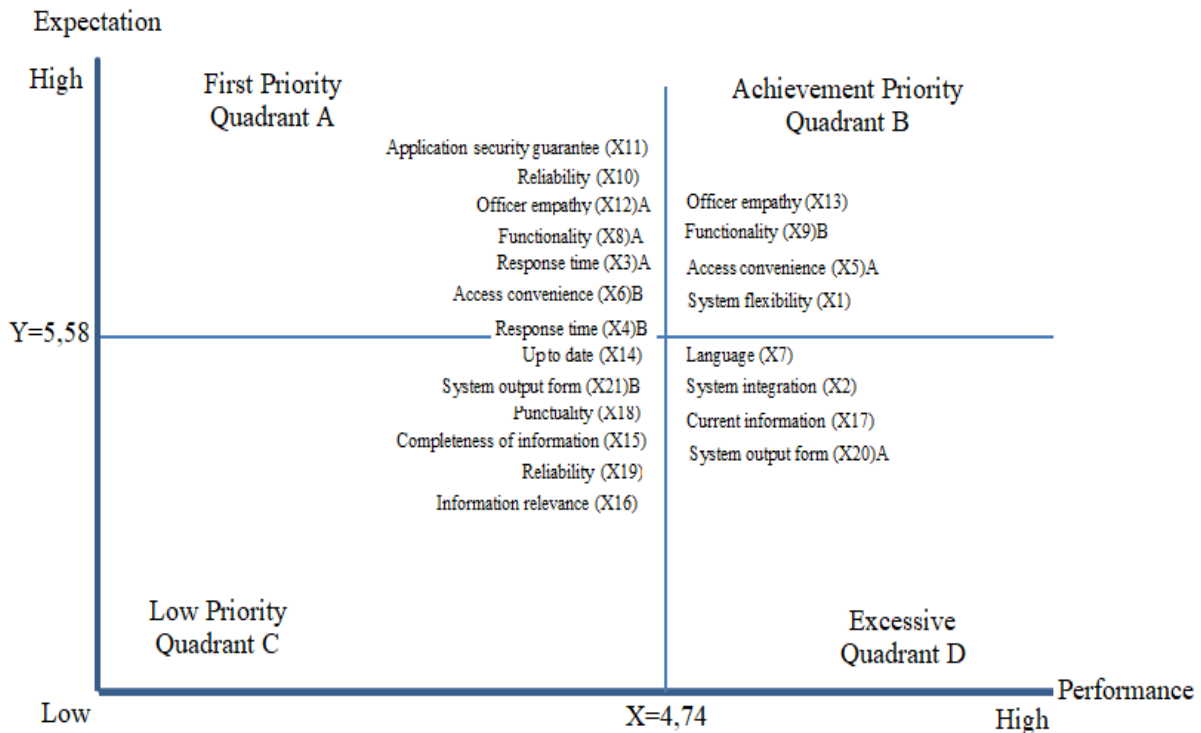 Expectation
High
First Priority
Quadrant A
Achievement Priority
Quadrant B
Application security guarantee (X11)
Reliability (X10)
Officer empathy (X12)A
Functionality (X8)A
Response time (X3)A
Access convenience (X6)B
Response time (X4)B
Officer empathy (X13)
Functionality (X9)B
Access convenience (X5)A
System flexibility (X1)
Y=5,58
Up to date (X14)
System output form (X21)B
Punctuality (X18)
Completeness of information (X15)
Reliability (X19)
Information relevance (X16)
Language (X7)
System integration (X2)
Current information (X17)
System output form (X20)A
Low Priority
Quadrant C
Excessive
Quadrant D
Performance
Low
X=4,74
High